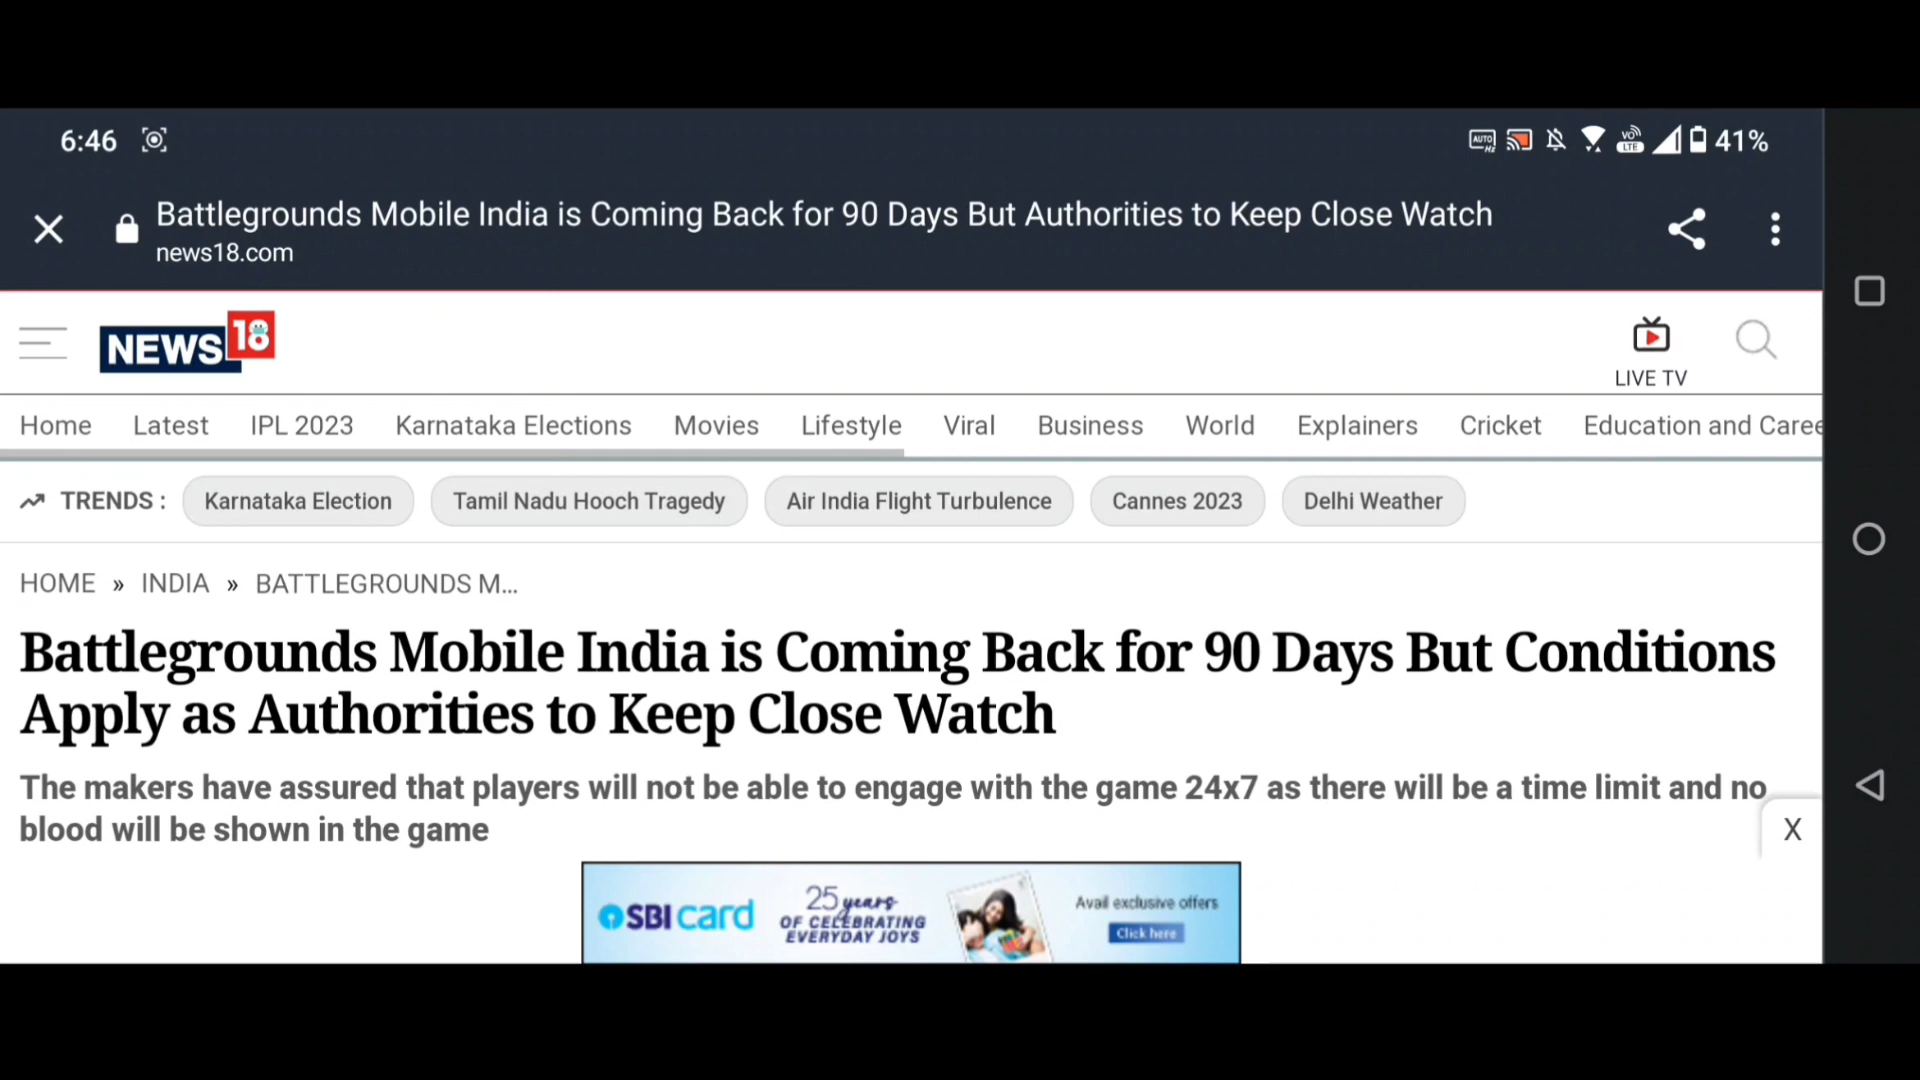 6:46
AUTO Hz VO LTE 41%
Battlegrounds Mobile India is Coming Back for 90 Days But Authorities to Keep Close Watch
news18.com
NEWS 18
LIVE TV
Home Latest IPL 2023 Karnataka Elections Movies Lifestyle Viral Business World Explainers Cricket Education and Caree
TRENDS : Karnataka Election Tamil Nadu Hooch Tragedy Air India Flight Turbulence Cannes 2023 Delhi Weather
HOME » INDIA » BATTLEGROUNDS M...
Battlegrounds Mobile India is Coming Back for 90 Days But Conditions
Apply as Authorities to Keep Close Watch
The makers have assured that players will not be able to engage with the game 24x7 as there will be a time limit and no
blood will be shown in the game
X
SBI card
25 years
OF CELEBRATING
EVERYDAY JOYS
Avail exclusive offers
Click here